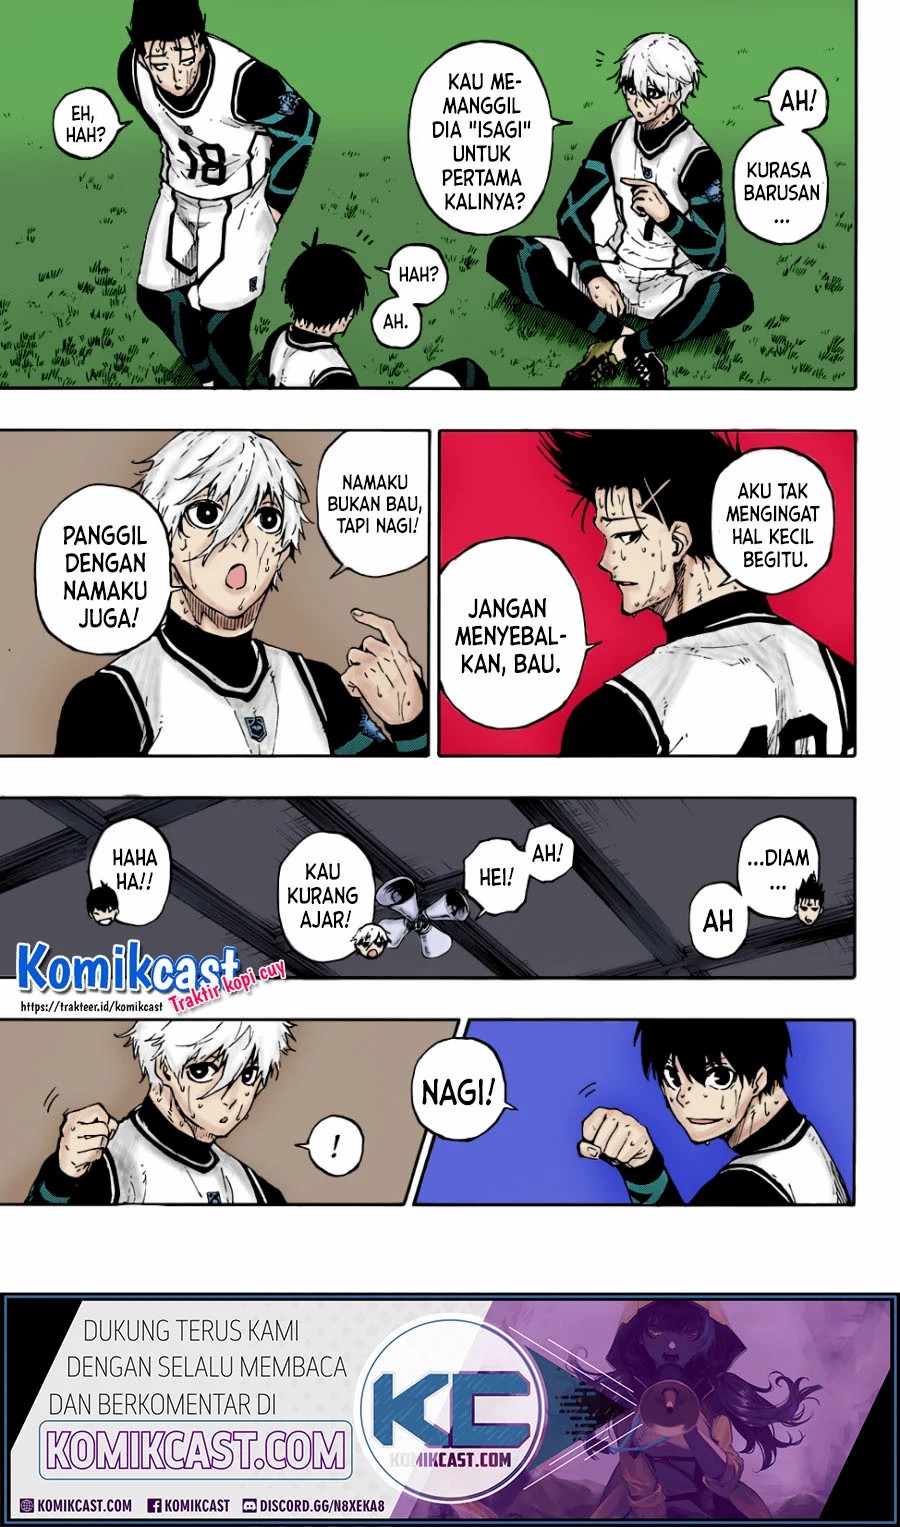 AH!
KURASA
BARUSAN
...
KAU ME-
MANGGIL
DIA "ISAGI"
UNTUK
PERTAMA
KALINYA?
HAH?
AH.
EH,
HAH?
18
AKU TAK
MENGINGAT
HAL KECIL
BEGITU.
JANGAN
MENYEBAL-
KAN, BAU.
NAMAKU
BUKAN BAU,
TAPI NAGI!
PANGGIL
DENGAN
NAMAKU
JUGA!
...DIAM
...
AH
AH!
HEI!
KAU
KURANG
AJAR!
HAHA
HA!!
Komikcast
Traktir kopi cuy
https://trakteer.id/komikcast
NAGI!
!
DUKUNG TERUS KAMI
DENGAN SELALU MEMBACA
DAN BERKOMENTAR DI
KOMIKCAST.COM
KC
KOMIKCAST.COM
KOMIKCAST.COM
KOMIKCAST
DISCORD.GG/N8XEKA8